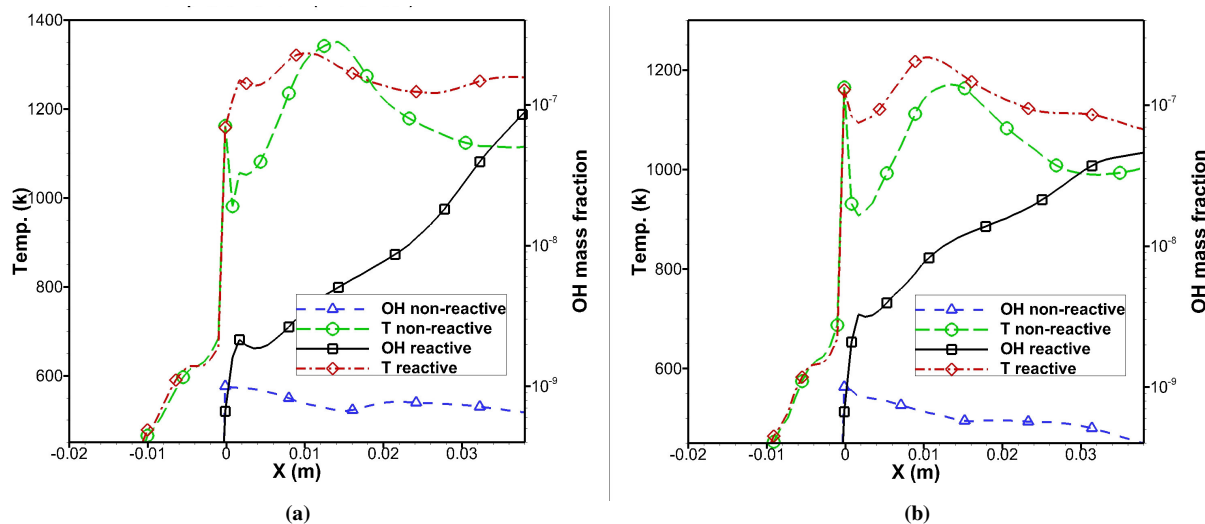 1400
1200
1000
800
600
Temp. (k)
10⁻⁷
10⁻⁸
10⁻⁹
OH mass fraction
OH non-reactive
T non-reactive
OH reactive
T reactive
-0.02
-0.01
0
0.01
0.02
0.03
X (m)
(a)
1200
1000
800
600
Temp. (k)
10⁻⁷
10⁻⁸
10⁻⁹
OH mass fraction
OH non-reactive
T non-reactive
OH reactive
T reactive
-0.02
-0.01
0
0.01
0.02
0.03
X (m)
(b)